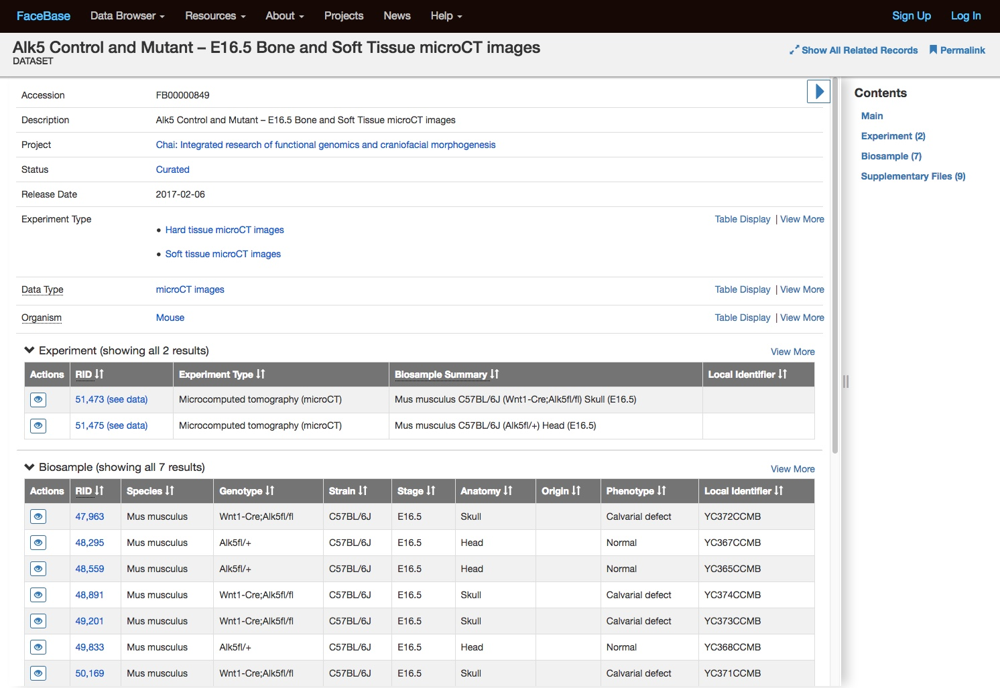 FaceBase Data Browser Resources About Projects News Help Sign Up Log In
Alk5 Control and Mutant – E16.5 Bone and Soft Tissue microCT images
DATASET
Show All Related Records Permalink
Accession FB00000849
Description Alk5 Control and Mutant – E16.5 Bone and Soft Tissue microCT images
Project Chai: Integrated research of functional genomics and craniofacial morphogenesis
Status Curated
Release Date 2017-02-06
Experiment Type Table Display | View More
• Hard tissue microCT images
• Soft tissue microCT images
Data Type microCT images Table Display | View More
Organism Mouse Table Display | View More
Experiment (showing all 2 results) View More
Actions RID Experiment Type Biosample Summary Local Identifier
51,473 (see data) Microcomputed tomography (microCT) Mus musculus C57BL/6J (Wnt1-Cre;Alk5fl/fl) Skull (E16.5)
51,475 (see data) Microcomputed tomography (microCT) Mus musculus C57BL/6J (Alk5fl/+) Head (E16.5)
Biosample (showing all 7 results) View More
Actions RID Species Genotype Strain Stage Anatomy Origin Phenotype Local Identifier
47,963 Mus musculus Wnt1-Cre;Alk5fl/fl C57BL/6J E16.5 Skull Calvarial defect YC372CCMB
48,295 Mus musculus Alk5fl/+ C57BL/6J E16.5 Head Normal YC367CCMB
48,559 Mus musculus Alk5fl/+ C57BL/6J E16.5 Head Normal YC365CCMB
48,891 Mus musculus Wnt1-Cre;Alk5fl/fl C57BL/6J E16.5 Skull Calvarial defect YC374CCMB
49,201 Mus musculus Wnt1-Cre;Alk5fl/fl C57BL/6J E16.5 Skull Calvarial defect YC373CCMB
49,833 Mus musculus Alk5fl/+ C57BL/6J E16.5 Head Normal YC368CCMB
50,169 Mus musculus Wnt1-Cre;Alk5fl/fl C57BL/6J E16.5 Skull Calvarial defect YC371CCMB
Contents
Main
Experiment (2)
Biosample (7)
Supplementary Files (9)